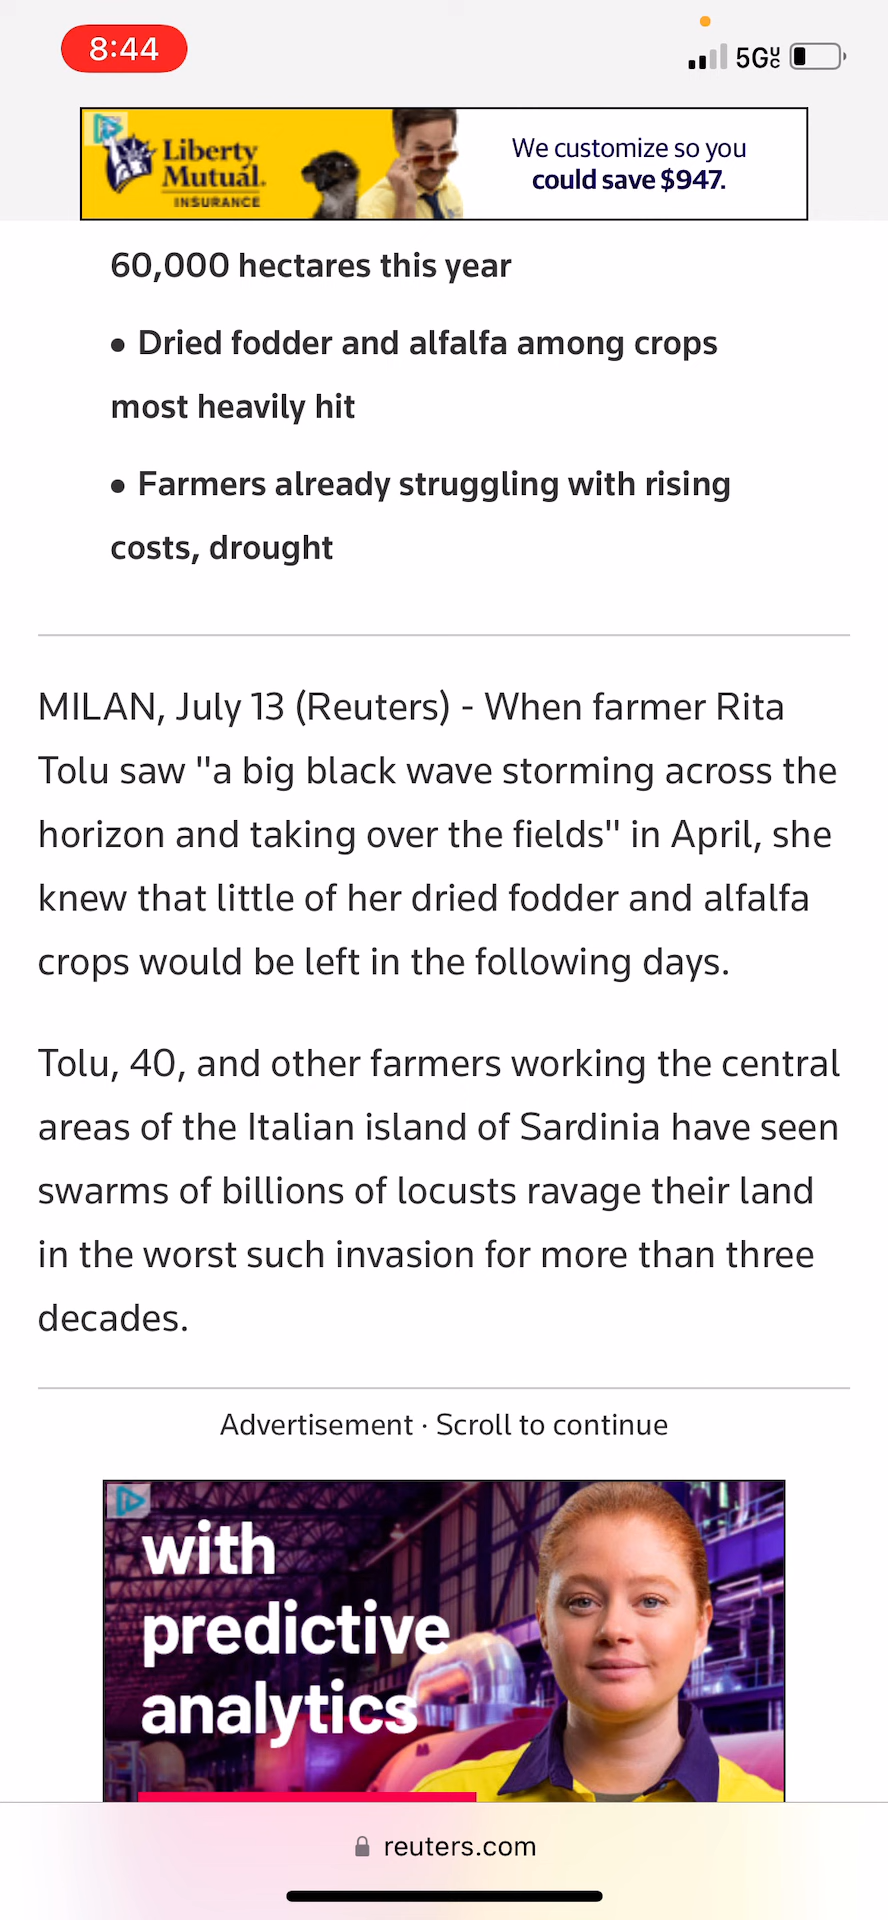 8:44
5G UC
Liberty
Mutual.
INSURANCE
We customize so you
could save $947.
60,000 hectares this year
• Dried fodder and alfalfa among crops
most heavily hit
• Farmers already struggling with rising
costs, drought
MILAN, July 13 (Reuters) - When farmer Rita
Tolu saw "a big black wave storming across the
horizon and taking over the fields" in April, she
knew that little of her dried fodder and alfalfa
crops would be left in the following days.
Tolu, 40, and other farmers working the central
areas of the Italian island of Sardinia have seen
swarms of billions of locusts ravage their land
in the worst such invasion for more than three
decades.
Advertisement · Scroll to continue
with
predictive
analytics
reuters.com